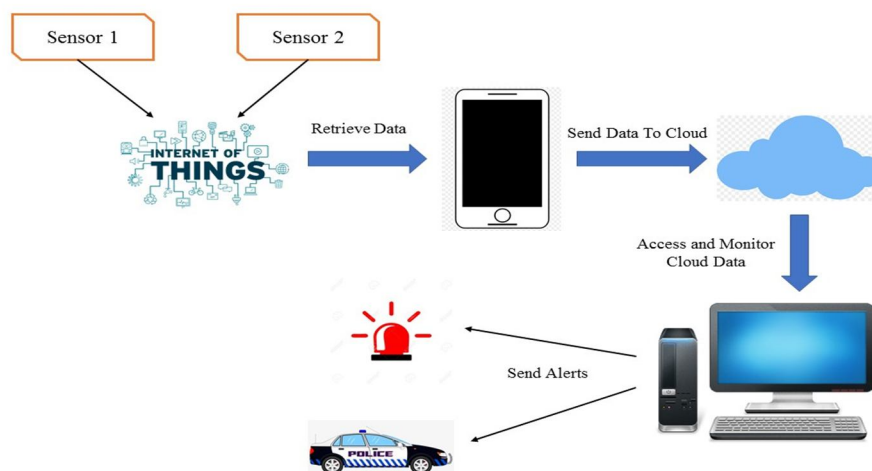 Sensor 1
Sensor 2
INTERNET OF
THINGS
Retrieve Data
Send Data To Cloud
Access and Monitor
Cloud Data
Send Alerts
POLICE